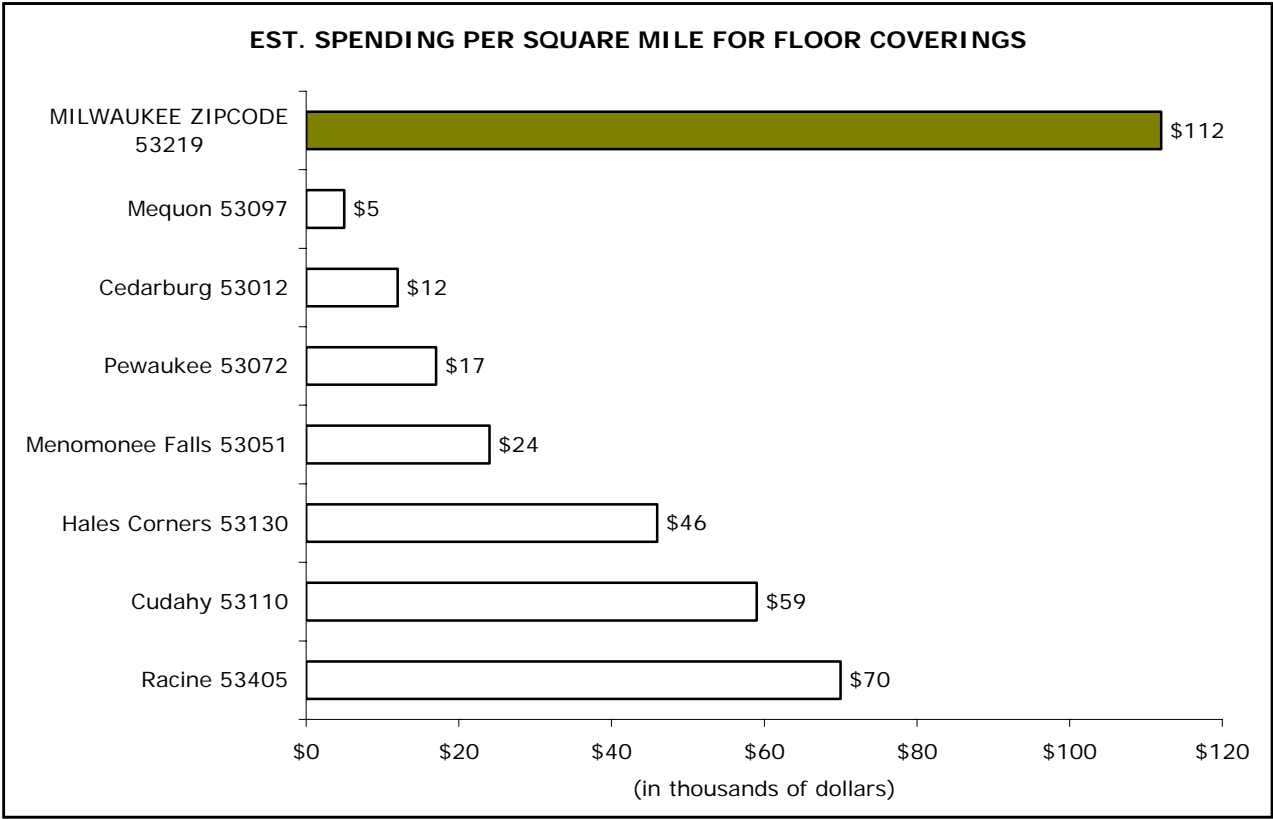 EST. SPENDING PER SQUARE MILE FOR FLOOR COVERINGS
MILWAUKEE ZIPCODE
53219
$112
Mequon 53097
$5
Cedarburg 53012
$12
Pewaukee 53072
$17
Menomonee Falls 53051
$24
Hales Corners 53130
$46
Cudahy 53110
$59
Racine 53405
$70
$0 $20 $40 $60 $80 $100 $120
(in thousands of dollars)